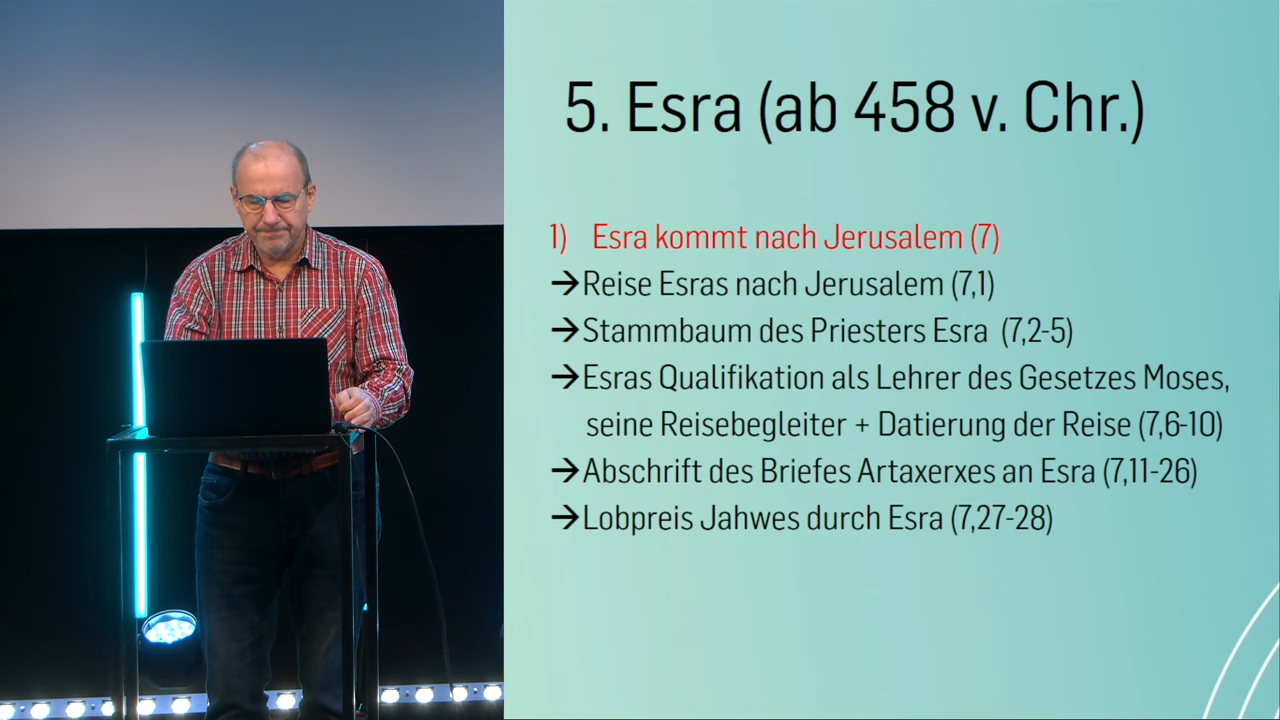 5. Esra (ab 458 v. Chr.)
1) Esra kommt nach Jerusalem (7)
→Reise Esras nach Jerusalem (7,1)
→Stammbaum des Priesters Esra (7,2-5)
→Esras Qualifikation als Lehrer des Gesetzes Moses,
seine Reisebegleiter + Datierung der Reise (7,6-10)
→Abschrift des Briefes Artaxerxes an Esra (7,11-26)
→Lobpreis Jahwes durch Esra (7,27-28)